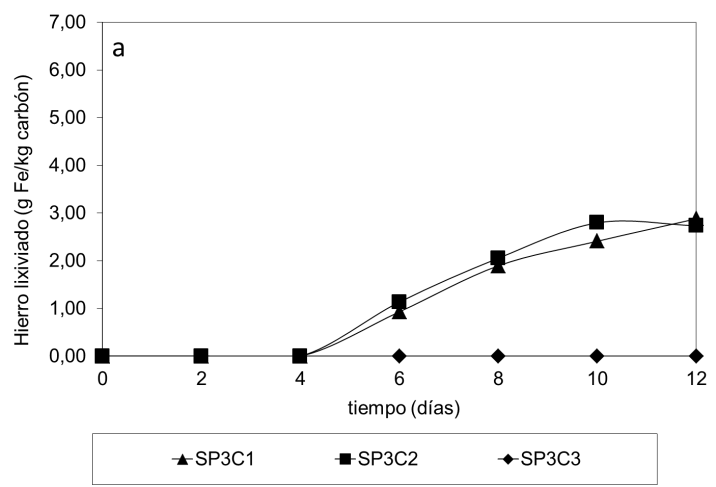 a
7,00
6,00
5,00
4,00
3,00
2,00
1,00
0,00
Hierro lixiviado (g Fe/kg carbón)
0 2 4 6 8 10 12
tiempo (días)
SP3C1 SP3C2 SP3C3